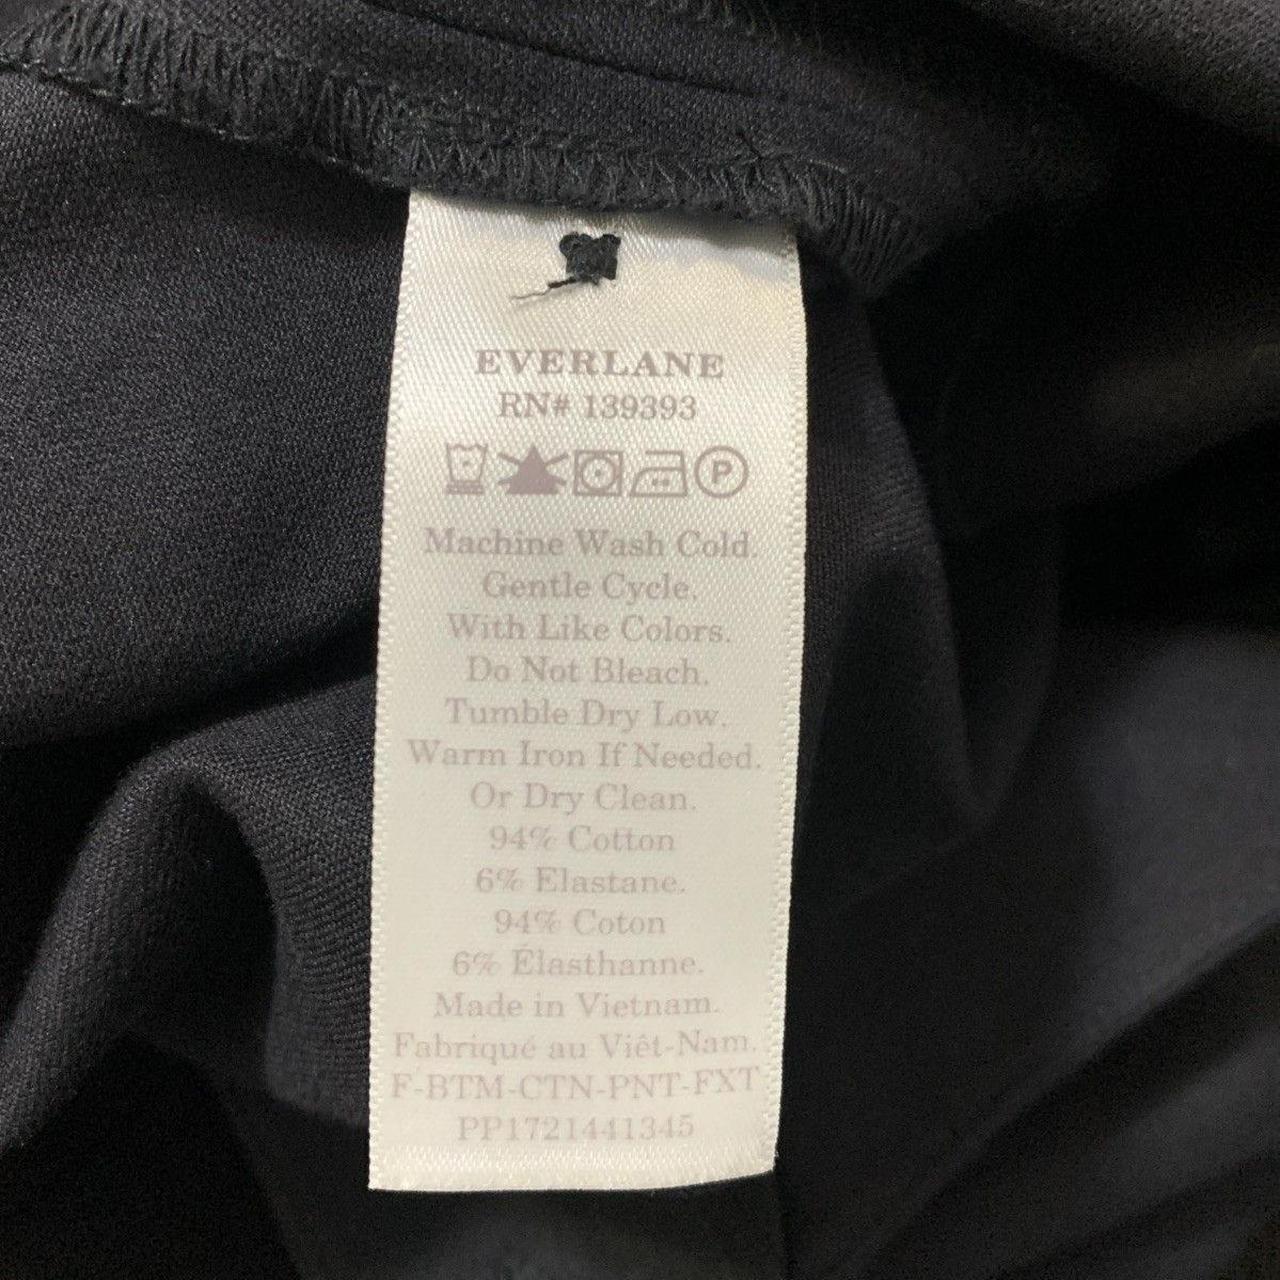 EVERLANE
RN# 139393
P
Machine Wash Cold.
Gentle Cycle.
With Like Colors.
Do Not Bleach.
Tumble Dry Low.
Warm Iron If Needed.
Or Dry Clean.
94% Cotton
6% Elastane.
94% Coton
6% Élasthanne.
Made in Vietnam.
Fabriqué au Viêt-Nam.
F-BTM-CTN-PNT-FXT
PP1721441345